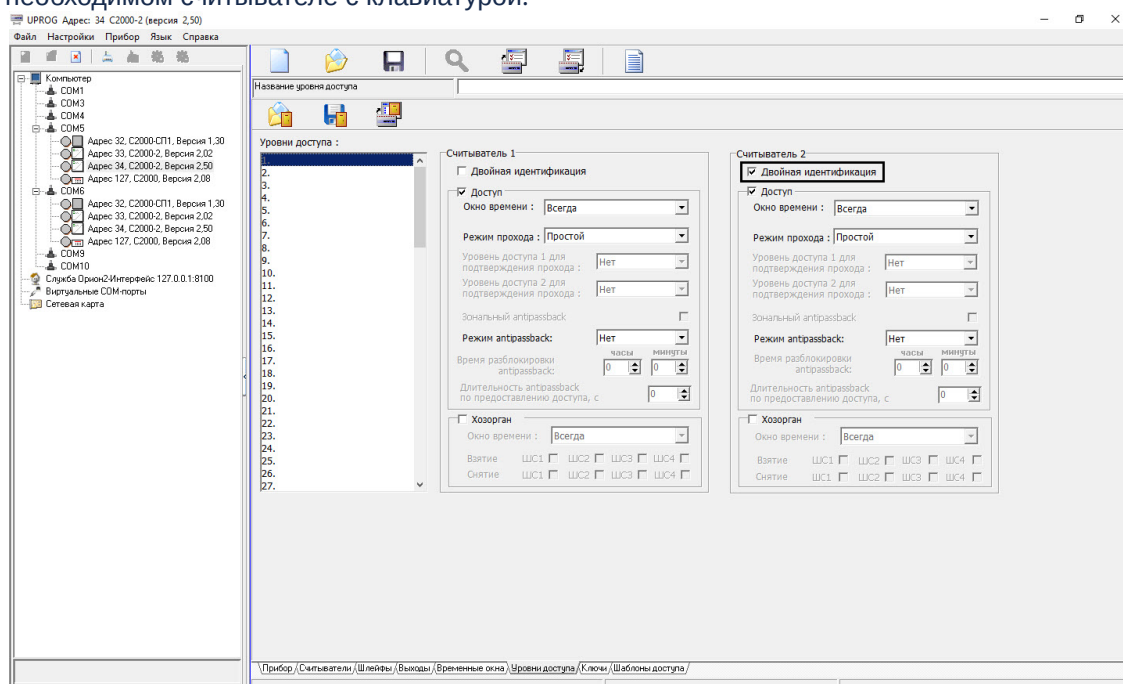 необходимом считывателе с клавиатурой.
UPROG Адрес: 34 С2000-2 (версия 2,50)
Файл Настройки Прибор Язык Справка
Название уровня доступа
Компьютер
COM1
COM3
COM4
COM5
Адрес 32, С2000-СП1, Версия 1,30
Адрес 33, С2000-2, Версия 2,02
Адрес 34, С2000-2, Версия 2,50
Адрес 127, С2000, Версия 2,08
COM6
Адрес 32, С2000-СП1, Версия 1,30
Адрес 33, С2000-2, Версия 2,02
Адрес 34, С2000-2, Версия 2,50
Адрес 127, С2000, Версия 2,08
COM9
COM10
Служба Орион2-Интерфейс 127.0.0.1:8100
Виртуальные COM-порты
Сетевая карта
Уровни доступа :
1.
2.
3.
4.
5.
6.
7.
8.
9.
10.
11.
12.
13.
14.
15.
16.
17.
18.
19.
20.
21.
22.
23.
24.
25.
26.
27.
Считыватель 1
Двойная идентификация
Доступ
Окно времени : Всегда
Режим прохода : Простой
Уровень доступа 1 для
подтверждения прохода : Нет
Уровень доступа 2 для
подтверждения прохода : Нет
Зональный antipassback
Режим antipassback: Нет
часы минуты
Время разблокировки
antipassback: 0 0
Длительность antipassback
по предоставлению доступа, с 0
Хозорган
Окно времени : Всегда
Взятие ШС1 ШС2 ШС3 ШС4
Снятие ШС1 ШС2 ШС3 ШС4
Считыватель 2
Двойная идентификация
Доступ
Окно времени : Всегда
Режим прохода : Простой
Уровень доступа 1 для
подтверждения прохода : Нет
Уровень доступа 2 для
подтверждения прохода : Нет
Зональный antipassback
Режим antipassback: Нет
часы минуты
Время разблокировки
antipassback: 0 0
Длительность antipassback
по предоставлению доступа, с 0
Хозорган
Окно времени : Всегда
Взятие ШС1 ШС2 ШС3 ШС4
Снятие ШС1 ШС2 ШС3 ШС4
Прибор Считыватели Шлейфы Выходы Временные окна Уровни доступа Ключи Шаблоны доступа